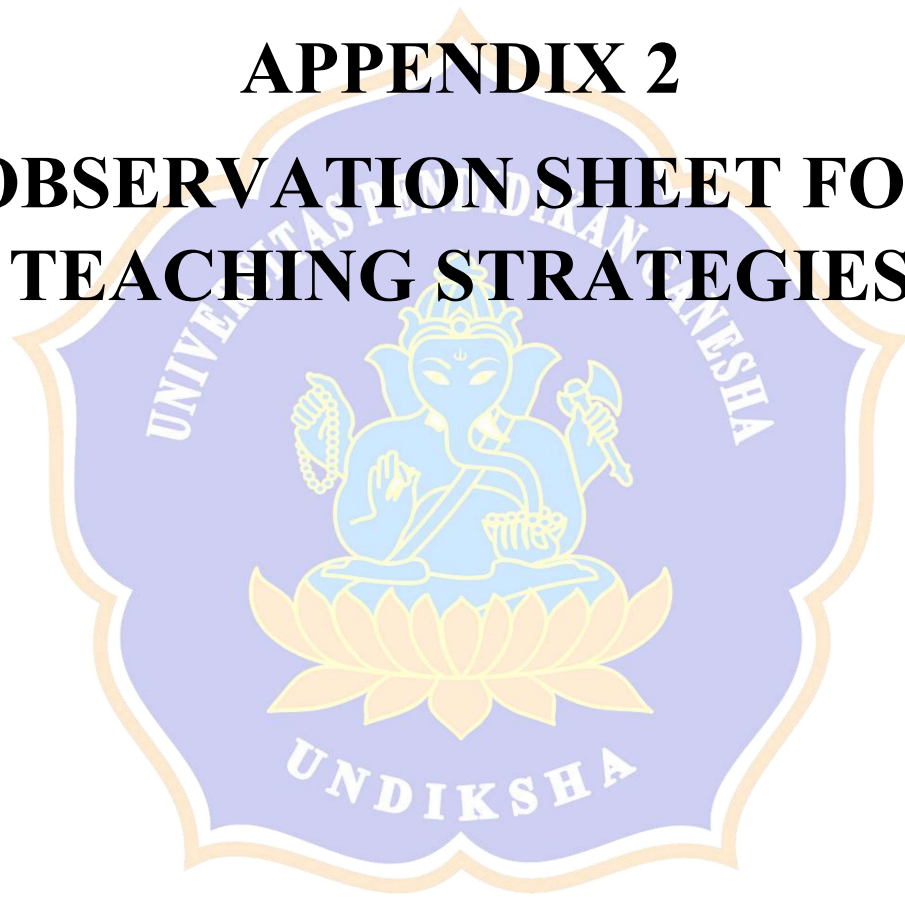 APPENDIX 2
OBSERVATION SHEET FO
TEACHING STRATEGIES
UNIVERSITAS PENDIDIKAN GANESHA
UNDIKSHA